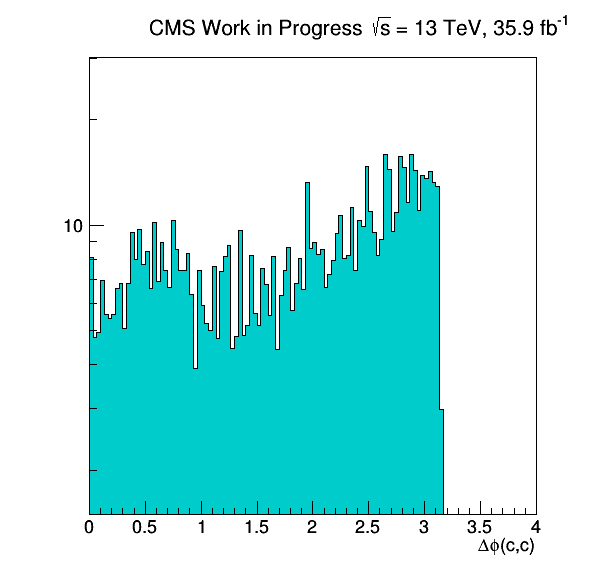 CMS Work in Progress √s = 13 TeV, 35.9 fb⁻¹
10
0 0.5 1 1.5 2 2.5 3 3.5 4
Δϕ(c,c)